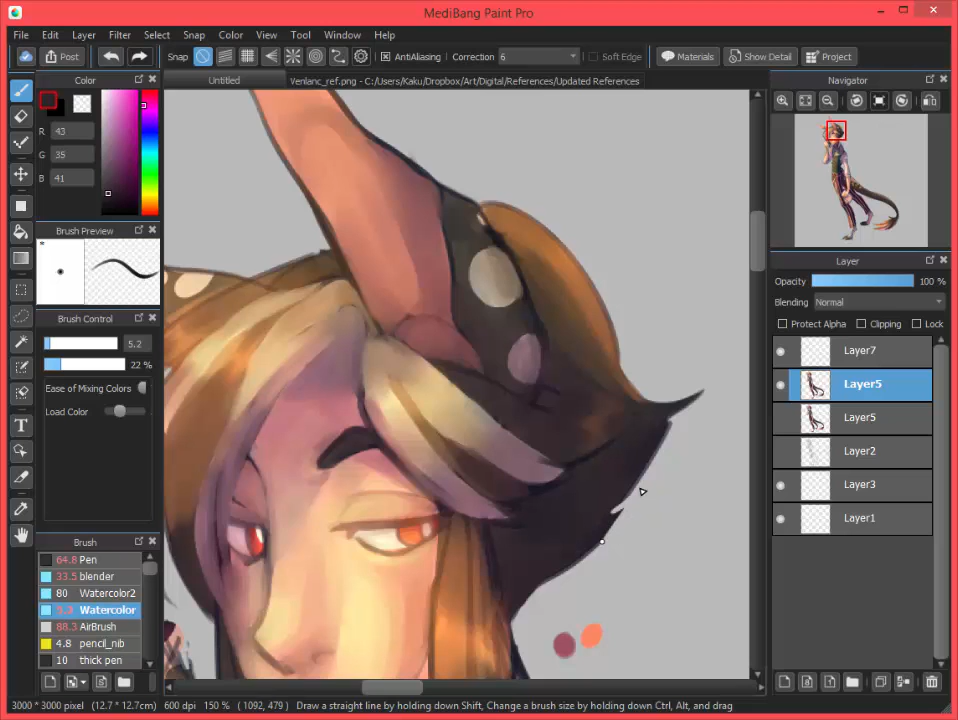 MediBang Paint Pro
File Edit Layer Filter Select Snap Color View Tool Window Help
Post Snap AntiAliasing Correction 6 Soft Edge Materials Show Detail Project
Color Untitled Venlanc_ref.png - C:/Users/Kaku/Dropbox/Art/Digital/References/Updated References Navigator
R 43
G 35
B 41
Brush Preview
*
Layer
Opacity 100 %
Blending Normal
Protect Alpha Clipping Lock
Brush Control
5.2
22 %
Ease of Mixing Colors
Load Color
Layer7
Layer5
Layer5
Layer2
Layer3
Layer1
Brush
64.8 Pen
33.5 blender
80 Watercolor2
5.2 Watercolor
88.3 AirBrush
4.8 pencil_nib
10 thick pen
3000 * 3000 pixel (12.7 * 12.7cm) 600 dpi 150 % ( 1092, 479 ) Draw a straight line by holding down Shift, Change a brush size by holding down Ctrl, Alt, and drag